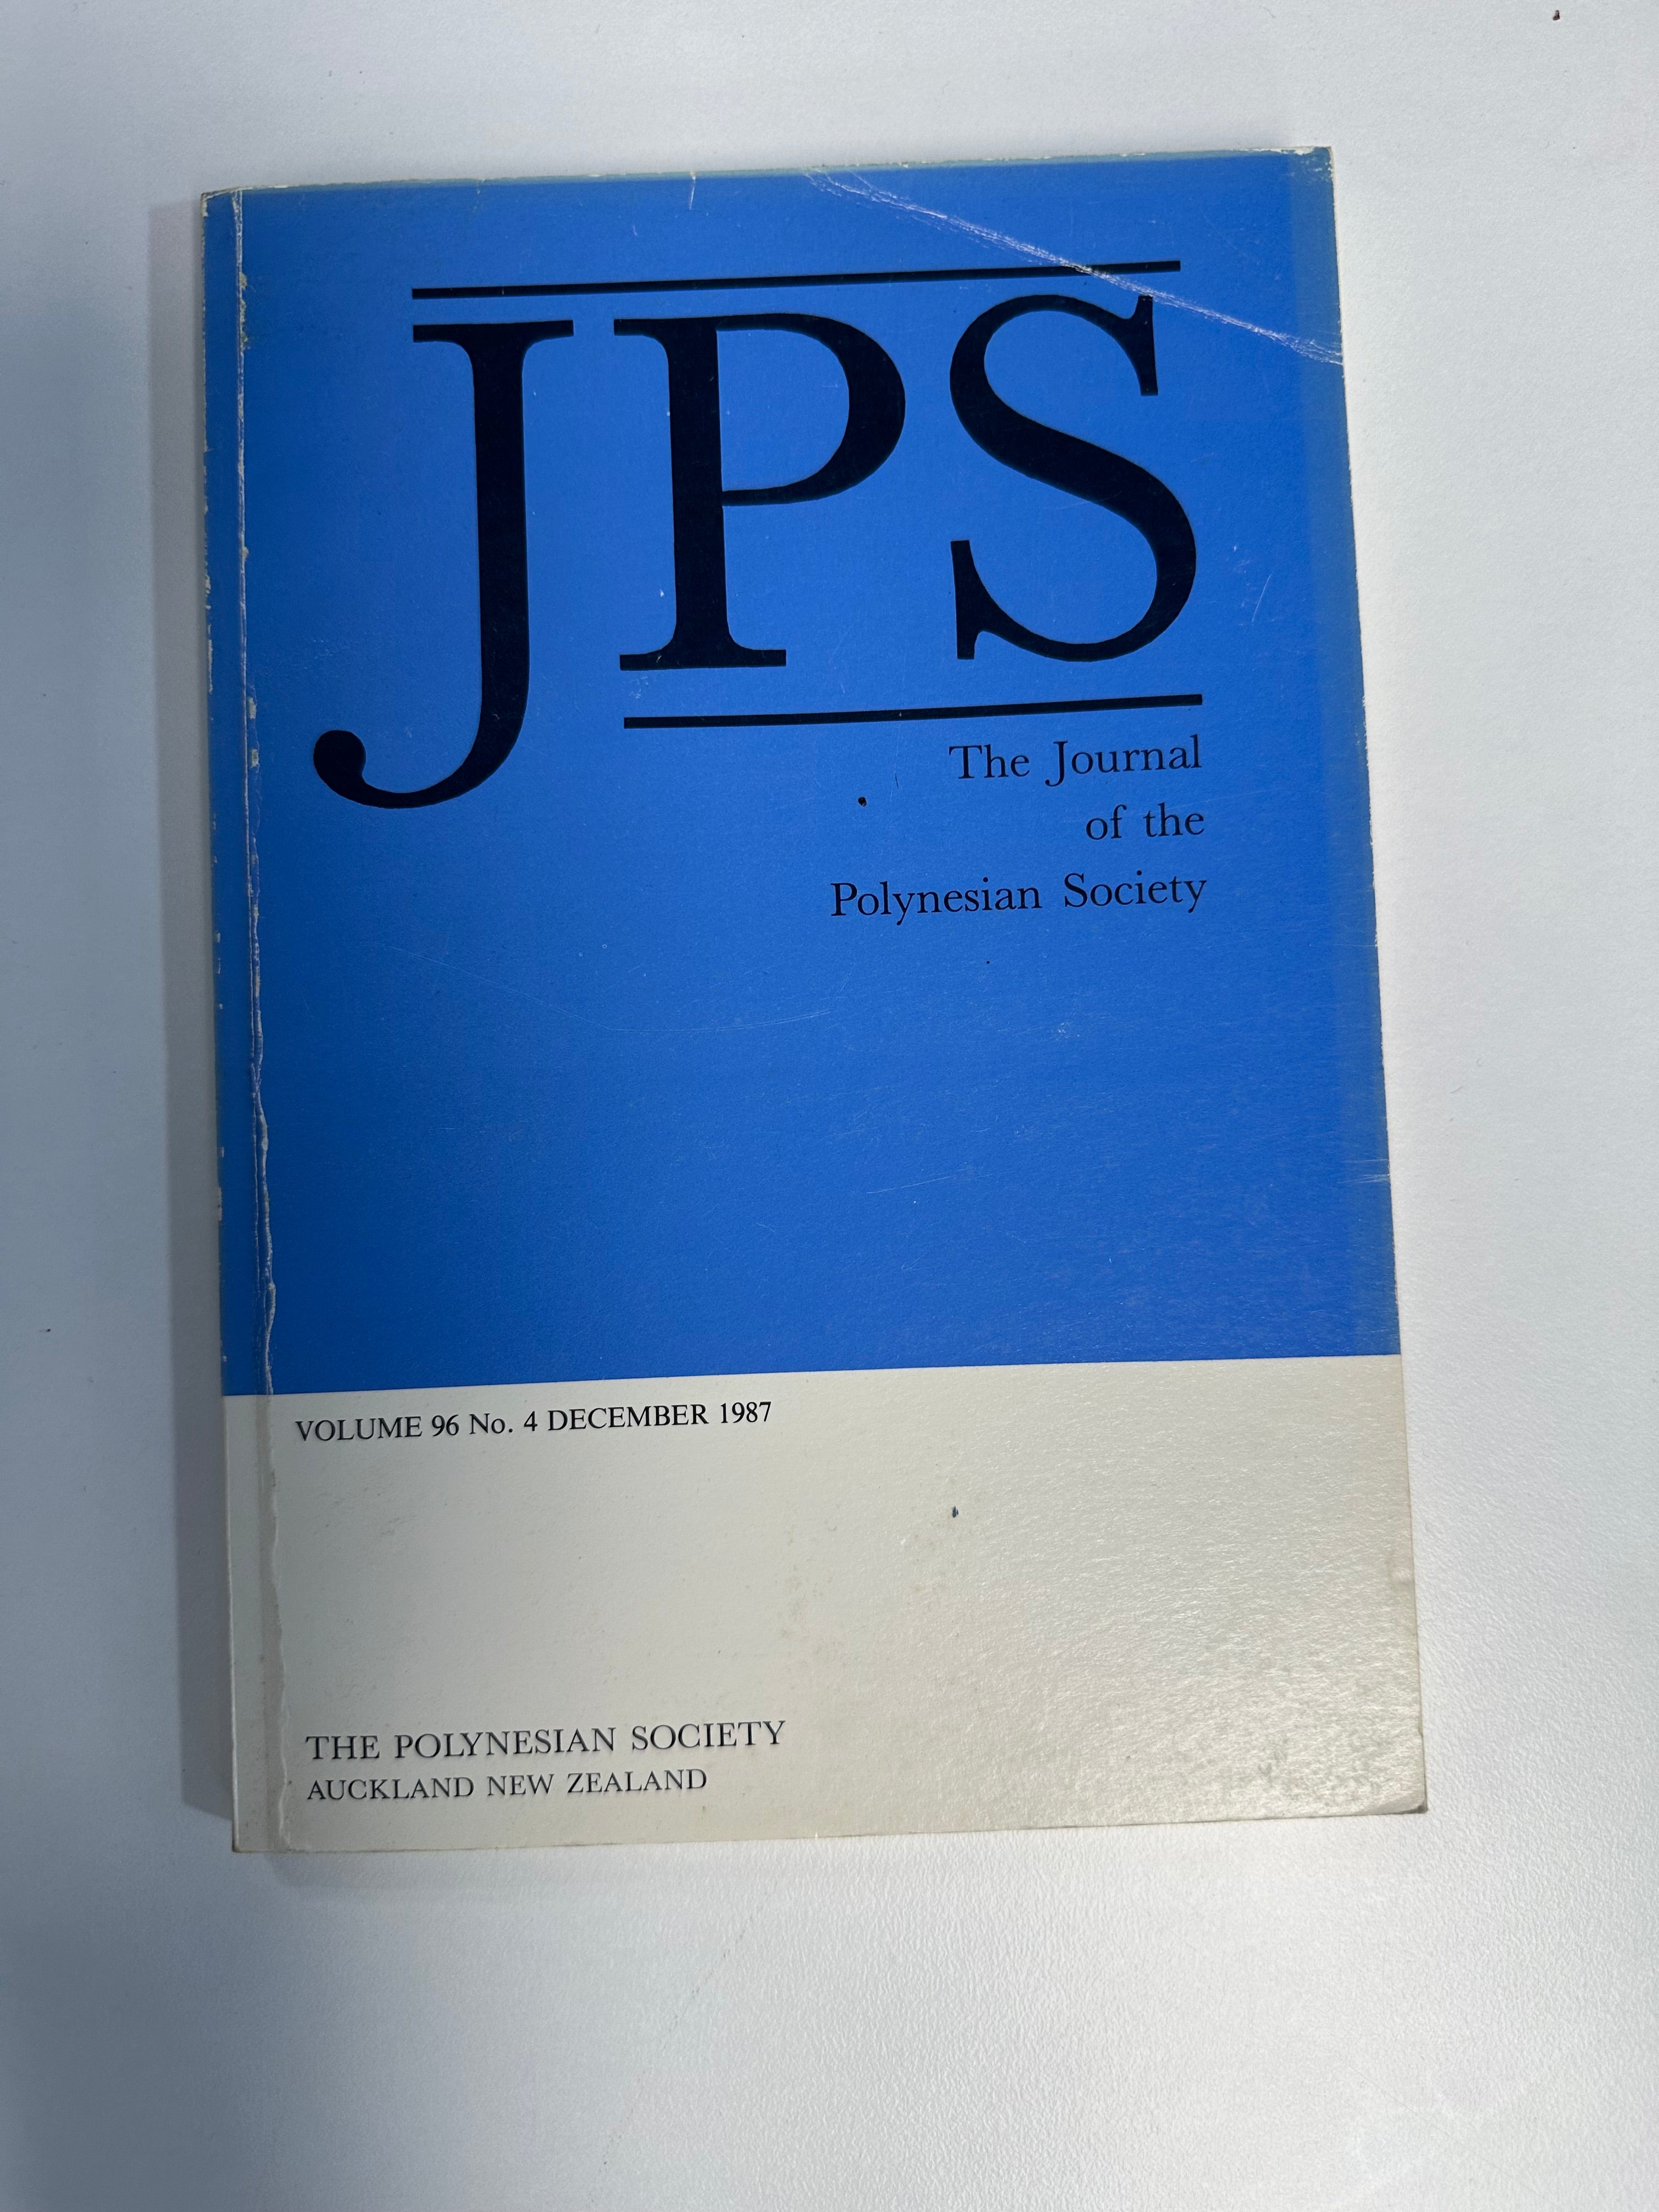 JPS
The Journal
of the
Polynesian Society
VOLUME 96 No. 4 DECEMBER 1987
THE POLYNESIAN SOCIETY
AUCKLAND NEW ZEALAND